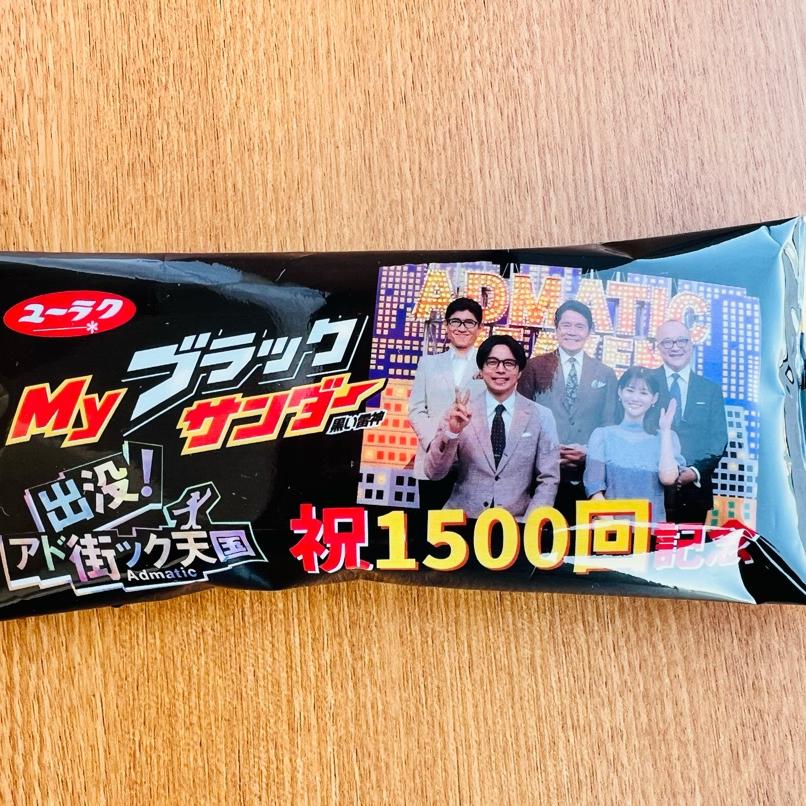 ユーラク
My ブラック
サンダー
黒い雷神
出没!
アド街ック天国
Admatic
ADMATIC
祝1500回記念